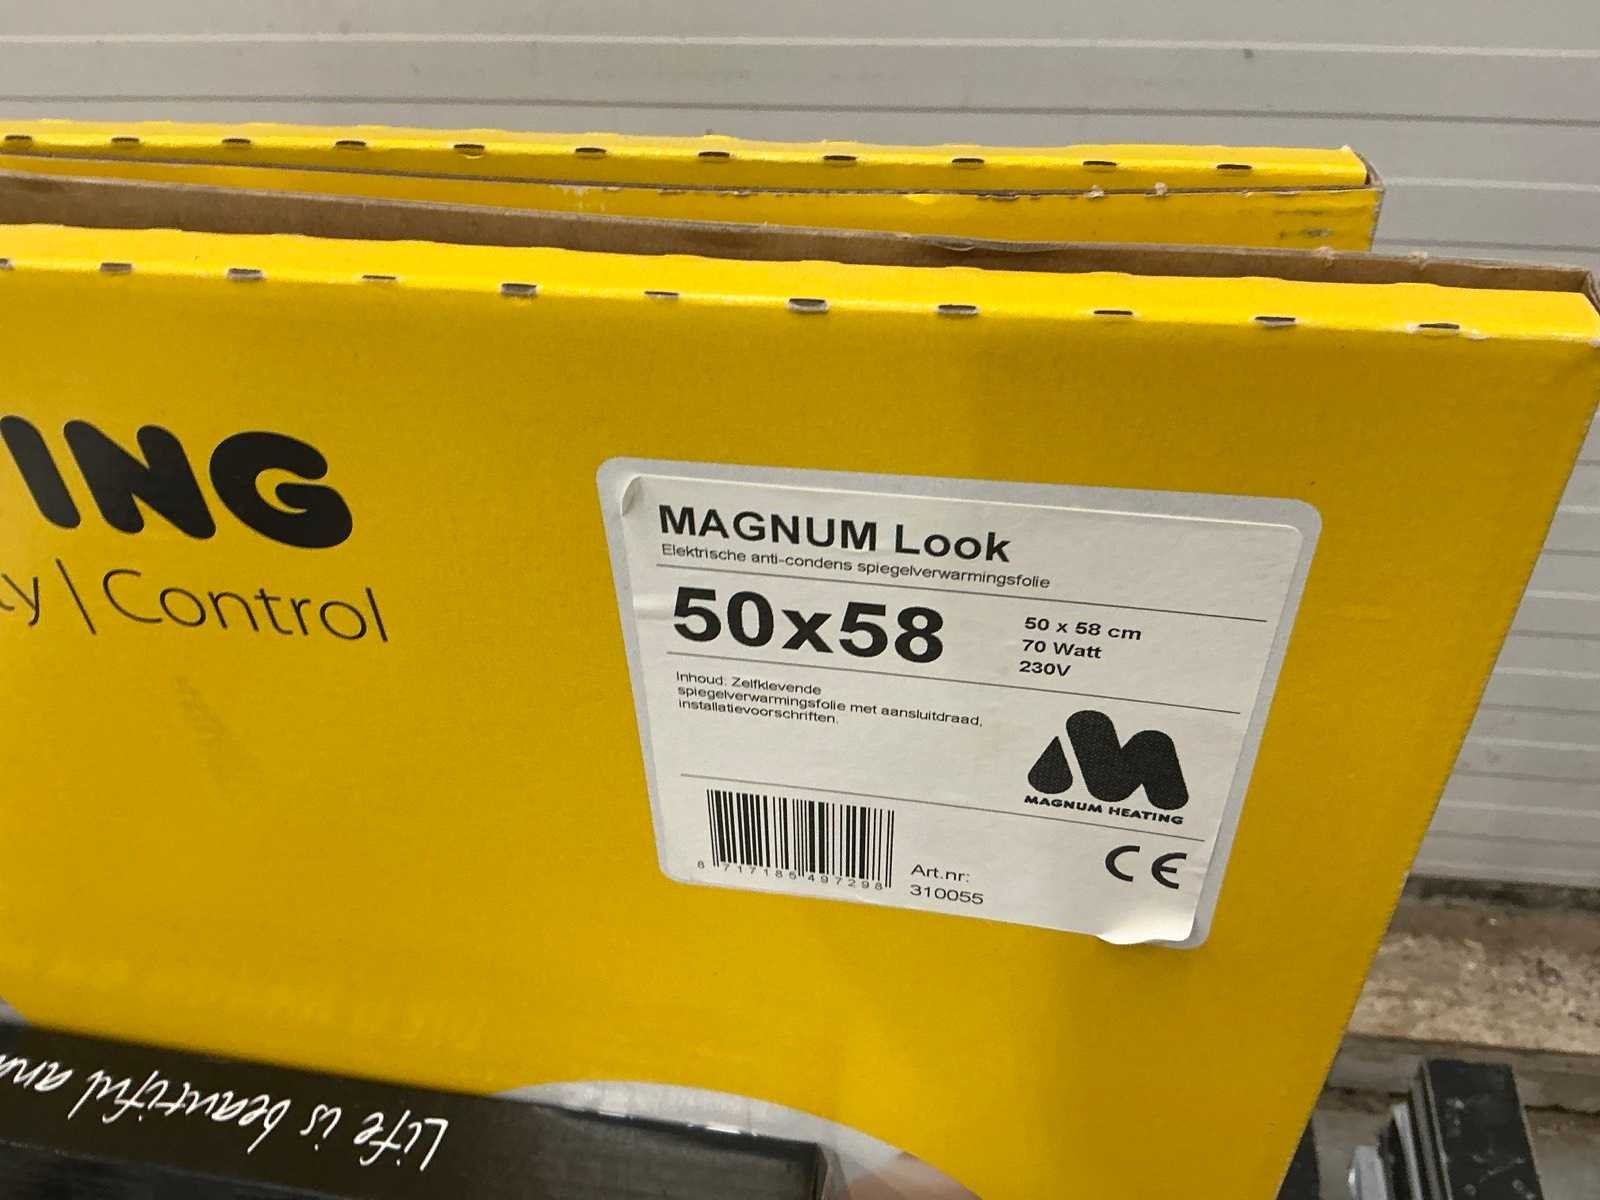 ING
y | Control
MAGNUM Look
Elektrische anti-condens spiegelverwarmingsfolie
50x58
50 x 58 cm
70 Watt
230V
Inhoud: Zelfklevende
spiegelverwarmingsfolie met aansluitdraad,
installatievoorschriften.
MAGNUM HEATING
CE
8 717185 497298
Art.nr:
310055
Life is beautiful an